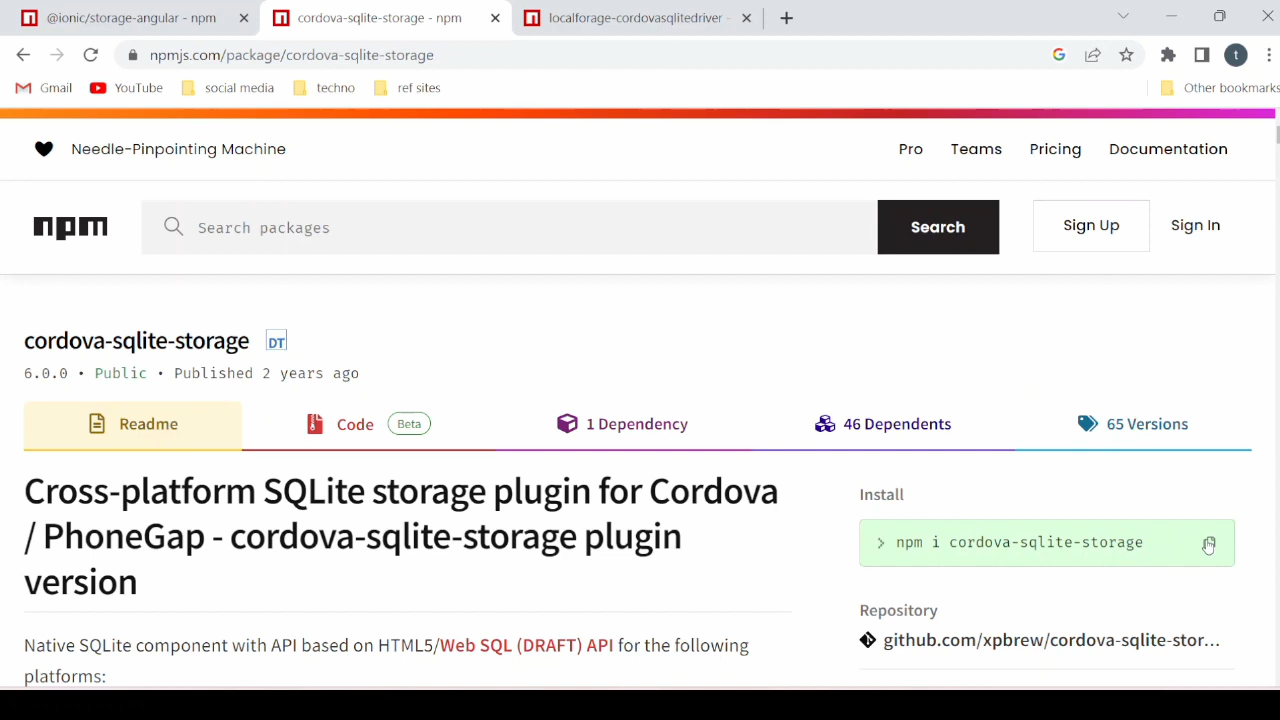 @ionic/storage-angular - npm
cordova-sqlite-storage - npm
localforage-cordovasqlitedriver -
npmjs.com/package/cordova-sqlite-storage
t
Gmail
YouTube
social media
techno
ref sites
Other bookmarks
Needle-Pinpointing Machine
Pro
Teams
Pricing
Documentation
npm
Search packages
Search
Sign Up
Sign In
cordova-sqlite-storage
DT
6.0.0 • Public • Published 2 years ago
Readme
Code
Beta
1 Dependency
46 Dependents
65 Versions
Cross-platform SQLite storage plugin for Cordova
/ PhoneGap - cordova-sqlite-storage plugin
version
Native SQLite component with API based on HTML5/Web SQL (DRAFT) API for the following
platforms:
Install
> npm i cordova-sqlite-storage
Repository
github.com/xpbrew/cordova-sqlite-stor...